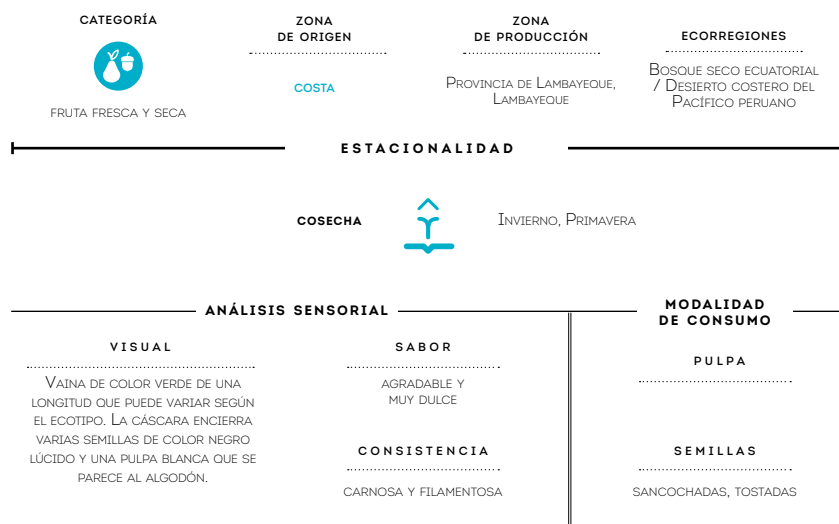 CATEGORÍA
FRUTA FRESCA Y SECA
ZONA
DE ORIGEN
COSTA
ZONA
DE PRODUCCIÓN
Provincia de Lambayeque,
Lambayeque
ECORREGIONES
Bosque seco ecuatorial
/ Desierto costero del
Pacífico peruano
ESTACIONALIDAD
COSECHA
Invierno, Primavera
ANÁLISIS SENSORIAL
VISUAL
Vaina de color verde de una
longitud que puede variar según
el ecotipo. La cáscara encierra
varias semillas de color negro
lúcido y una pulpa blanca que se
parece al algodón.
SABOR
agradable y
muy dulce
CONSISTENCIA
carnosa y filamentosa
MODALIDAD
DE CONSUMO
PULPA
SEMILLAS
sancochadas, tostadas